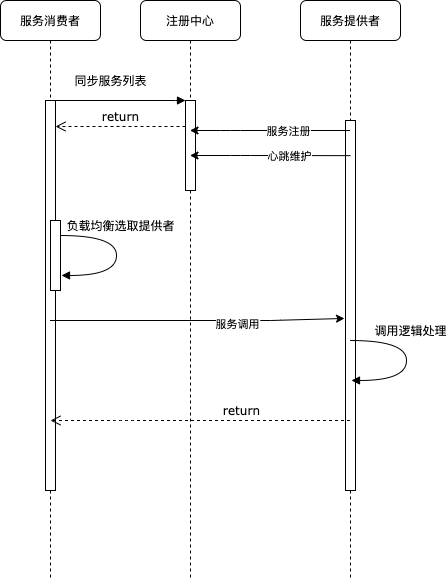 服务消费者
注册中心
服务提供者
同步服务列表
return
服务注册
心跳维护
负载均衡选取提供者
服务调用
调用逻辑处理
return